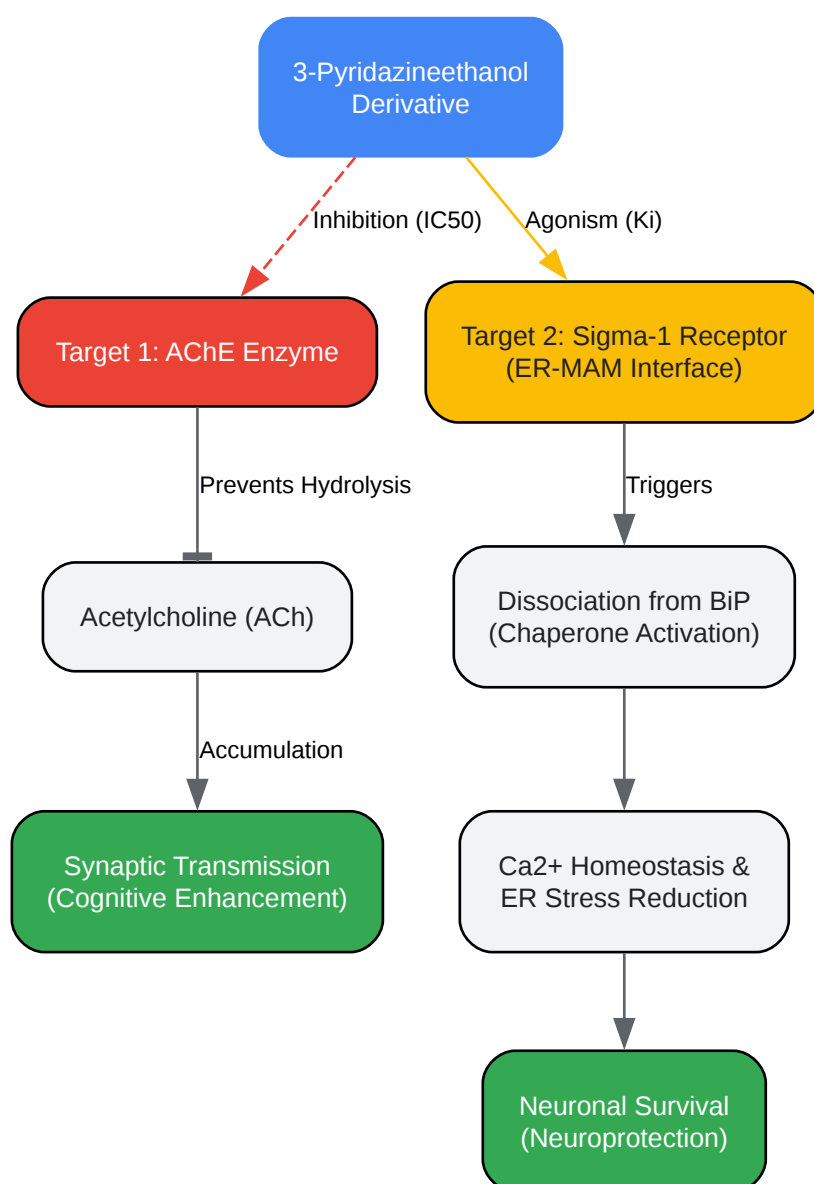 3-Pyridazineethanol
Derivative
Inhibition (IC50)
Agonism (Ki)
Target 1: AChE Enzyme
Target 2: Sigma-1 Receptor
(ER-MAM Interface)
Prevents Hydrolysis
Triggers
Acetylcholine (ACh)
Dissociation from BiP
(Chaperone Activation)
Accumulation
Synaptic Transmission
(Cognitive Enhancement)
Ca2+ Homeostasis &
ER Stress Reduction
Neuronal Survival
(Neuroprotection)